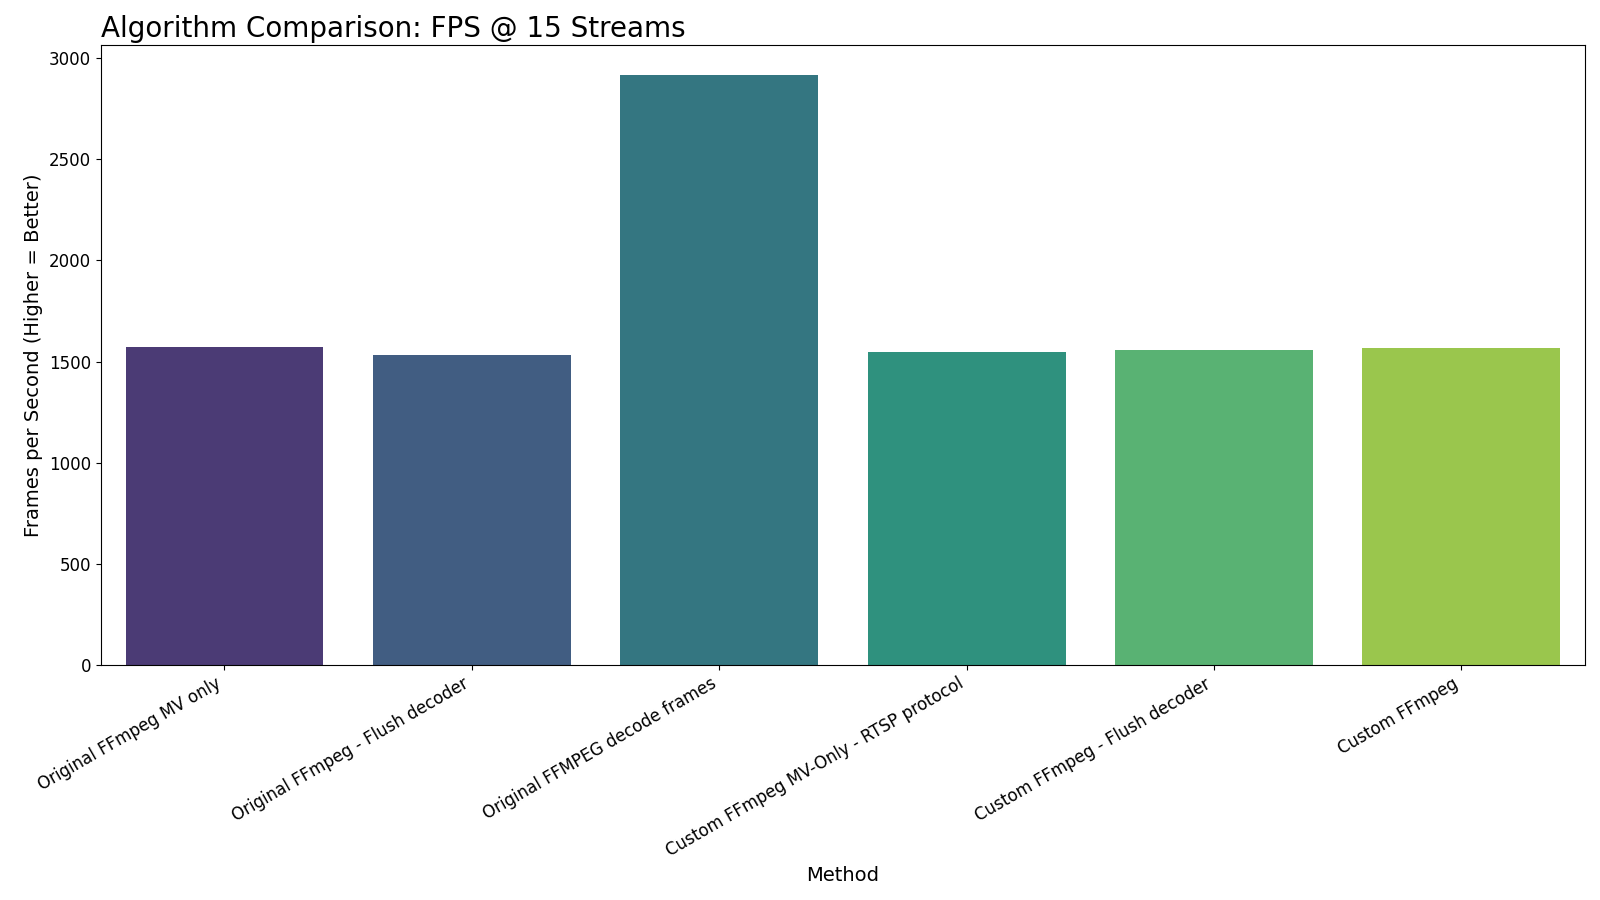 Algorithm Comparison: FPS @ 15 Streams
Frames per Second (Higher = Better)
3000
2500
2000
1500
1000
500
0
Original FFmpeg MV only
Original FFmpeg - Flush decoder
Original FFMPEG decode frames
Custom FFmpeg MV-Only - RTSP protocol
Custom FFmpeg - Flush decoder
Custom FFmpeg
Method